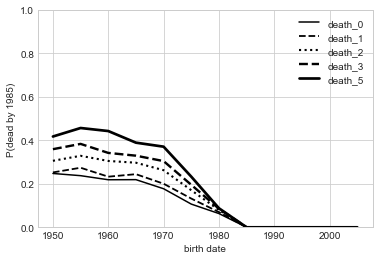 1.0
0.8
0.6
0.4
0.2
0.0
P(dead by 1985)
death_0
death_1
death_2
death_3
death_5
1950 1960 1970 1980 1990 2000
birth date